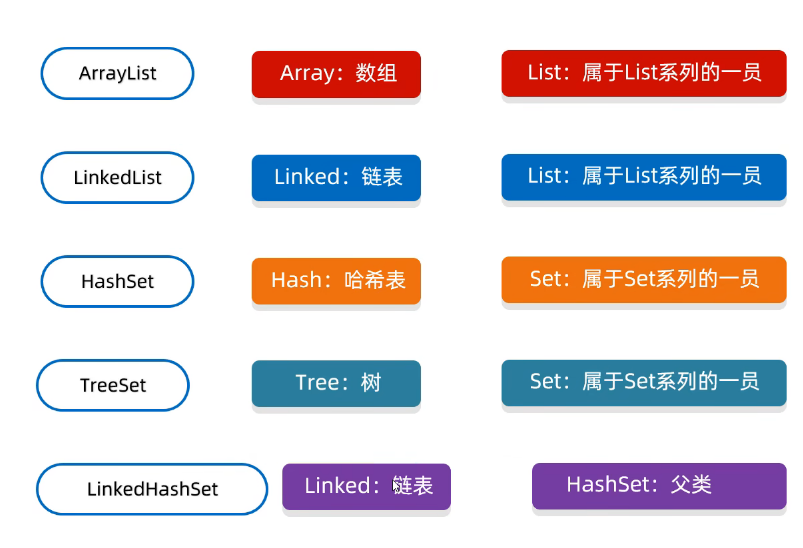 ArrayList Array：数组 List：属于List系列的一员
LinkedList Linked：链表 List：属于List系列的一员
HashSet Hash：哈希表 Set：属于Set系列的一员
TreeSet Tree：树 Set：属于Set系列的一员
LinkedHashSet Linked：链表 HashSet：父类